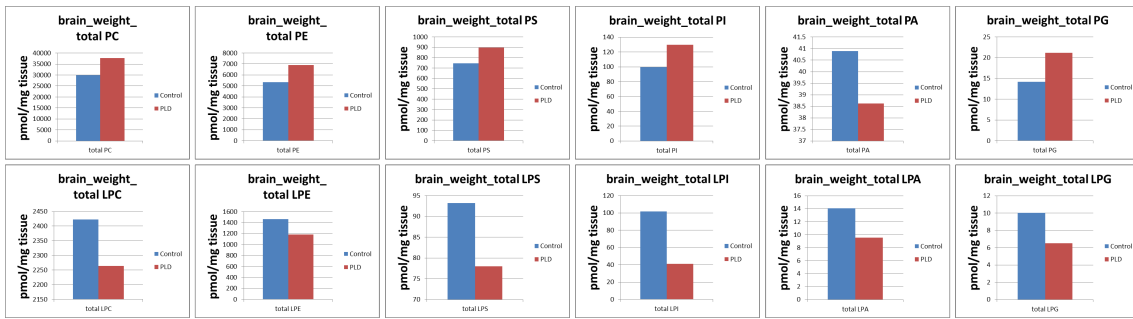 brain_weight_
total PC
pmol/mg tissue
40000
35000
30000
25000
20000
15000
10000
5000
0
total PC
Control
PLD
brain_weight_
total PE
pmol/mg tissue
8000
7000
6000
5000
4000
3000
2000
1000
0
total PE
Control
PLD
brain_weight_total PS
pmol/mg tissue
1000
900
800
700
600
500
400
300
200
100
0
total PS
Control
PLD
brain_weight_total PI
pmol/mg tissue
140
120
100
80
60
40
20
0
total PI
Control
PLD
brain_weight_total PA
pmol/mg tissue
41.5
41
40.5
40
39.5
39
38.5
38
37.5
37
total PA
Control
PLD
brain_weight_total PG
pmol/mg tissue
25
20
15
10
5
0
total PG
Control
PLD
brain_weight_
total LPC
pmol/mg tissue
2450
2400
2350
2300
2250
2200
2150
total LPC
Control
PLD
brain_weight_
total LPE
pmol/mg tissue
1600
1400
1200
1000
800
600
400
200
0
total LPE
Control
PLD
brain_weight_total LPS
pmol/mg tissue
95
90
85
80
75
70
total LPS
Control
PLD
brain_weight_total LPI
pmol/mg tissue
120
100
80
60
40
20
0
total LPI
Control
PLD
brain_weight_total LPA
pmol/mg tissue
16
14
12
10
8
6
4
2
0
total LPA
Control
PLD
brain_weight_total LPG
pmol/mg tissue
12
10
8
6
4
2
0
total LPG
Control
PLD